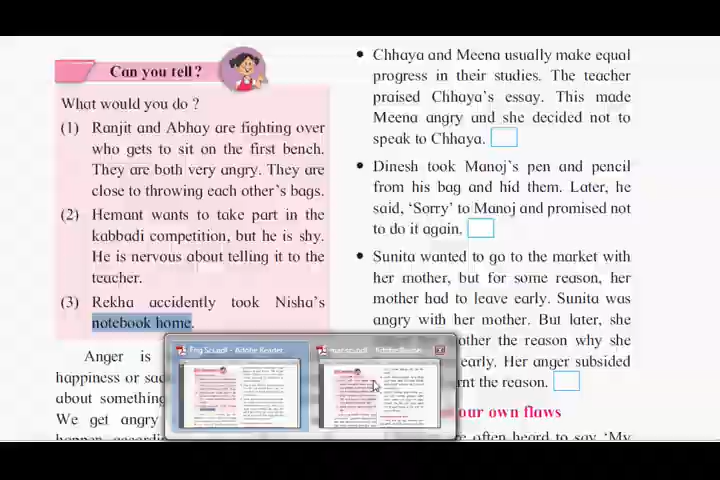 Can you tell?
What would you do ?
(1) Ranjit and Abhay are fighting over
who gets to sit on the first bench.
They are both very angry. They are
close to throwing each other's bags.
(2) Hemant wants to take part in the
kabbadi competition, but he is shy.
He is nervous about telling it to the
teacher.
(3) Rekha accidently took Nisha's
notebook home.
Anger is
happiness or
about something
We get angry
• Chhaya and Meena usually make equal
progress in their studies. The teacher
praised Chhaya's essay. This made
Meena angry and she decided not to
speak to Chhaya.
• Dinesh took Manoj's pen and pencil
from his bag and hid them. Later, he
said, 'Sorry' to Manoj and promised not
to do it again.
• Sunita wanted to go to the market with
her mother, but for some reason, her
mother had to leave early. Sunita was
angry with her mother. But later, she
the reason why she
early. Her anger subsided
the reason.
our own flaws
often heard to say 'My
Adobe Reader